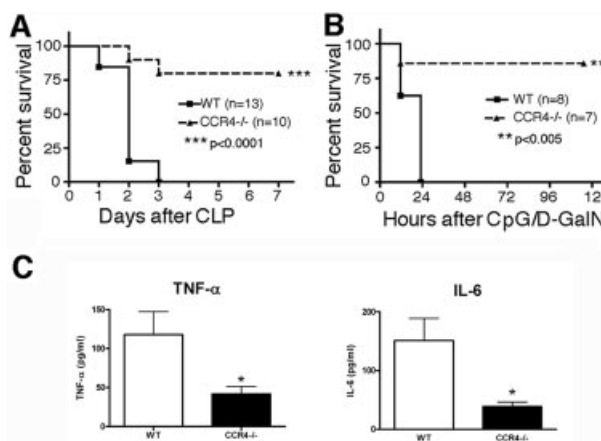 A
Percent survival
100
75
50
25
0
WT (n=13)
CCR4-/- (n=10)
*** p<0.0001
***
0 1 2 3 4 5 6 7
Days after CLP
B
Percent survival
100
75
50
25
0
WT (n=8)
CCR4-/- (n=7)
** p<0.005
0 24 48 72 96
Hours after CpG/D-GalN
C
TNF-α
TNF-α (pg/ml)
150
100
50
0
*
WT CCR4-/-
IL-6
IL-6 (pg/ml)
150
100
50
0
*
WT CCR4-/-